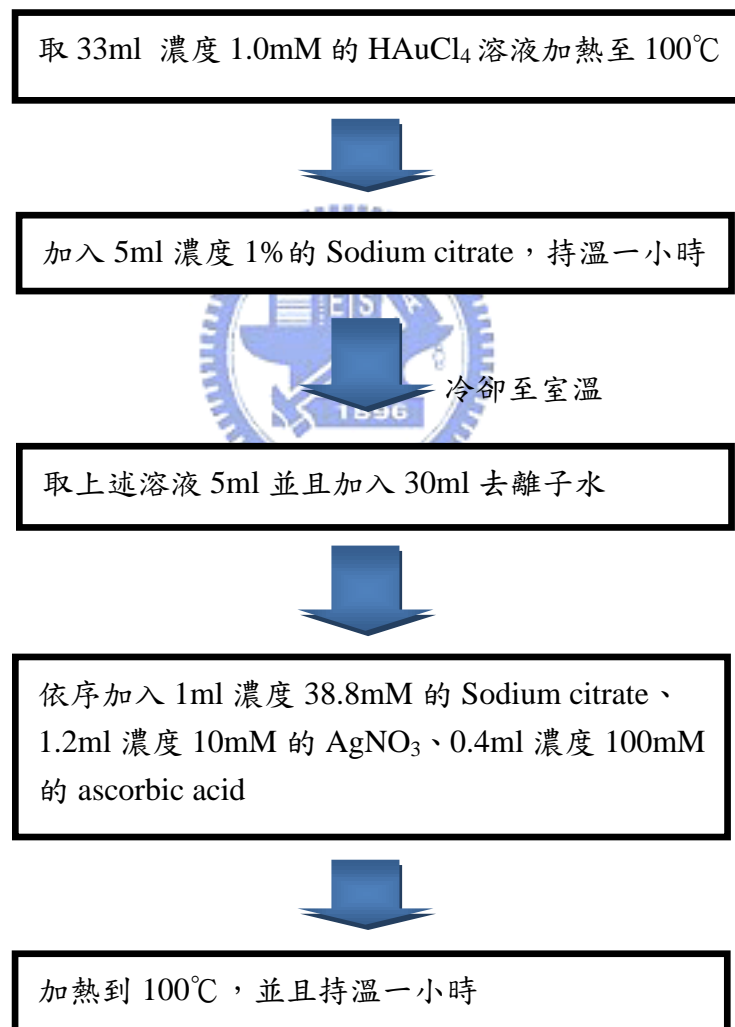 取 33ml 濃度 1.0mM 的 HAuCl₄ 溶液加熱至 100℃
加入 5ml 濃度 1%的 Sodium citrate，持溫一小時
ES
冷卻至室溫
1896
取上述溶液 5ml 並且加入 30ml 去離子水
依序加入 1ml 濃度 38.8mM 的 Sodium citrate、
1.2ml 濃度 10mM 的 AgNO₃、0.4ml 濃度 100mM
的 ascorbic acid
加熱到 100℃，並且持溫一小時